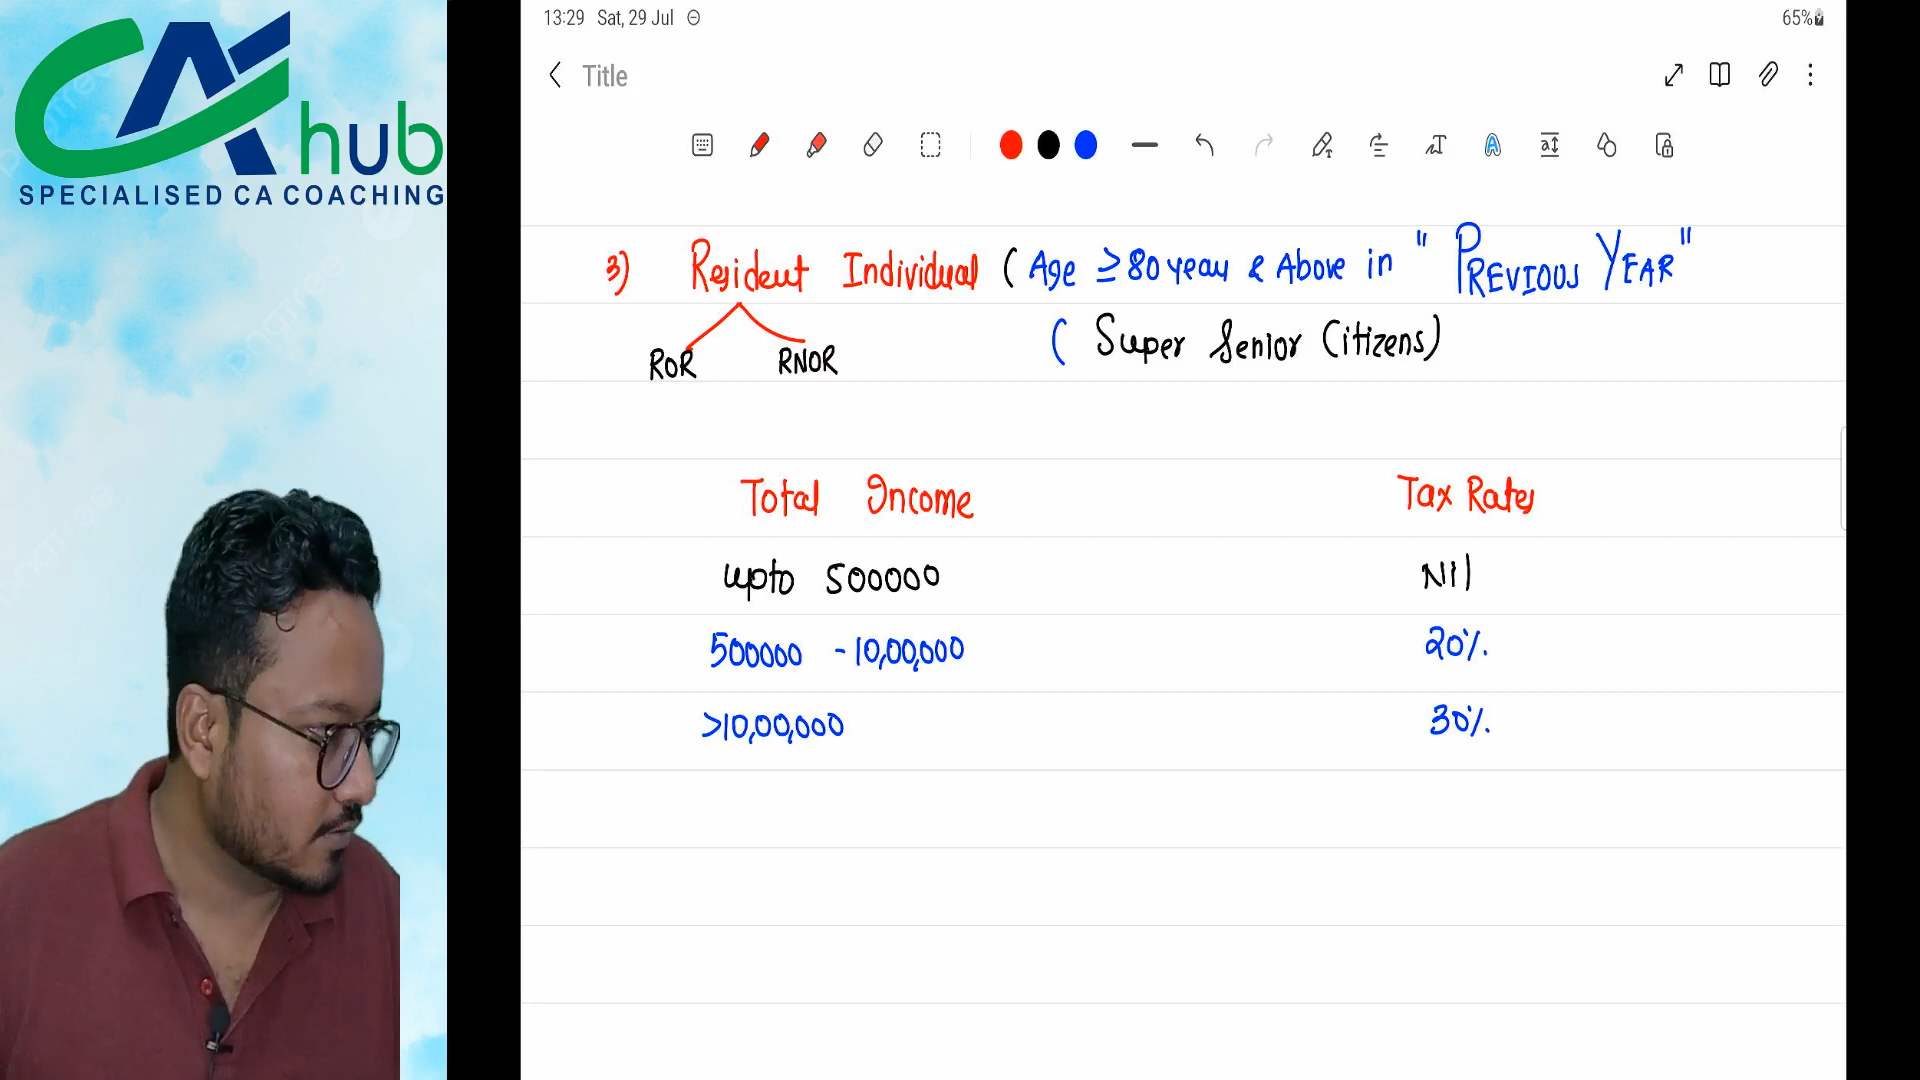 CA hub
SPECIALISED CA COACHING
13:29 Sat, 29 Jul
65%
Title
3) Resident Individual ( Age ≥ 80 years & Above in " PREVIOUS YEAR"
ROR RNOR ( Super Senior Citizens)
Total Income Tax Rates
upto 500000 Nil
500000 - 10,00,000 20%.
>10,00,000 30%.